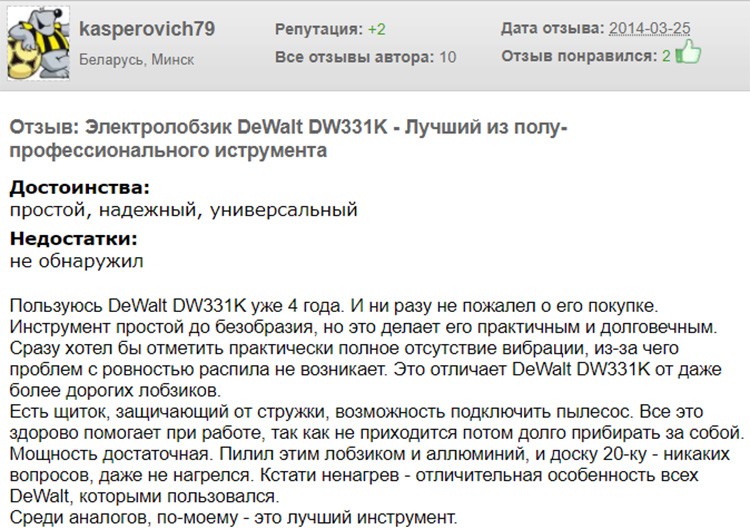 kasperovich79
Беларусь, Минск
Репутация: +2
Все отзывы автора: 10
Дата отзыва: 2014-03-25
Отзыв понравился: 2
Отзыв: Электролобзик DeWalt DW331K - Лучший из полу-
профессионального иструмента
Достоинства:
простой, надежный, универсальный
Недостатки:
не обнаружил
Пользуюсь DeWalt DW331K уже 4 года. И ни разу не пожалел о его покупке.
Инструмент простой до безобразия, но это делает его практичным и долговечным.
Сразу хотел бы отметить практически полное отсутствие вибрации, из-за чего
проблем с ровностью распила не возникает. Это отличает DeWalt DW331K от даже
более дорогих лобзиков.
Есть щиток, защичающий от стружки, возможность подключить пылесос. Все это
здорово помогает при работе, так как не приходится потом долго прибирать за собой.
Мощность достаточная. Пилил этим лобзиком и аллюминий, и доску 20-ку - никаких
вопросов, даже не нагрелся. Кстати ненагрев - отличительная особенность всех
DeWalt, которыми пользовался.
Среди аналогов, по-моему - это лучший инструмент.